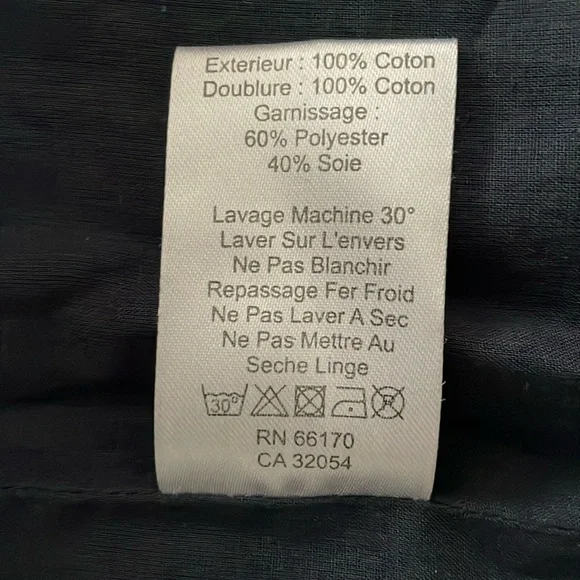 Exterieur : 100% Coton
Doublure : 100% Coton
Garnissage :
60% Polyester
40% Soie
Lavage Machine 30°
Laver Sur L'envers
Ne Pas Blanchir
Repassage Fer Froid
Ne Pas Laver A Sec
Ne Pas Mettre Au
Seche Linge
30°
RN 66170
CA 32054